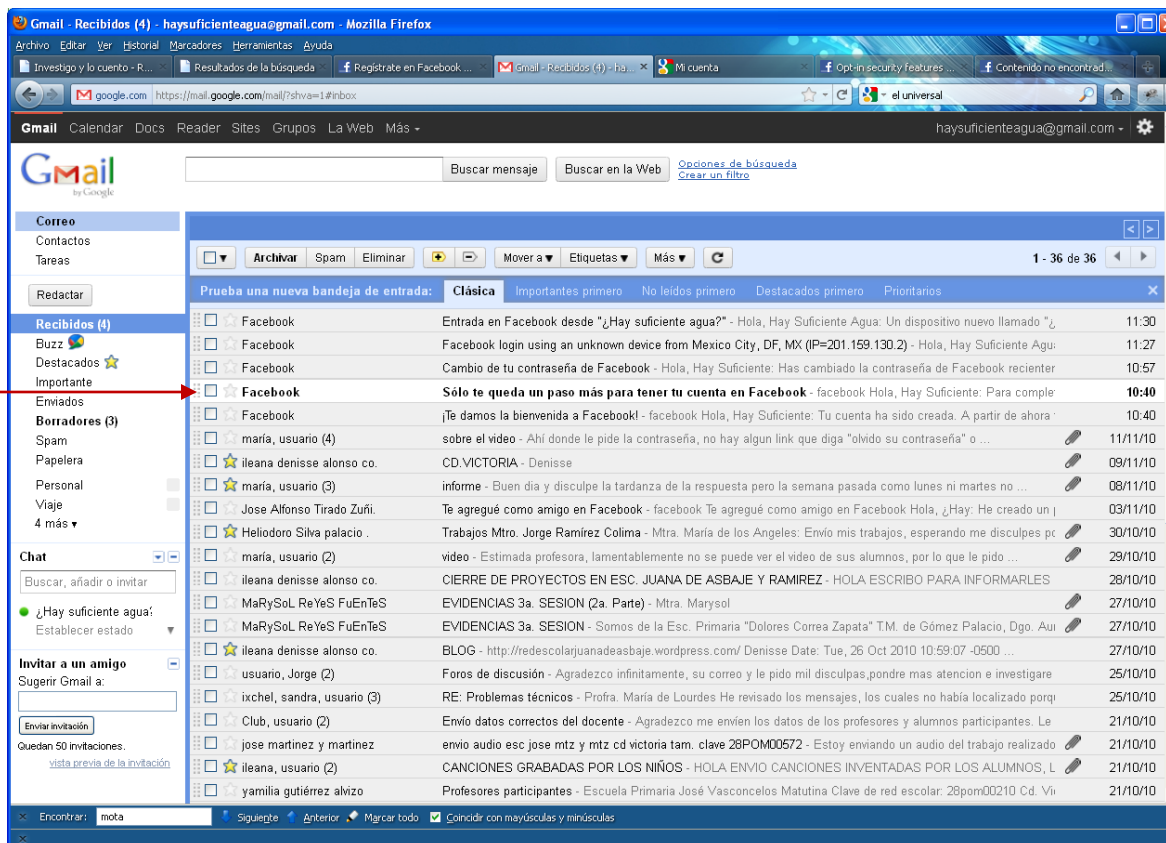 Gmail - Recibidos (4) - haysuficienteagua@gmail.com - Mozilla Firefox
Archivo Editar Ver Historial Marcadores Herramientas Ayuda
Investigo y lo cuento - R... Resultados de la búsqueda Regístrate en Facebook ... Gmail - Recibidos (4) - ha... Mi cuenta Opt-in security features ... Contenido no encontrad...
google.com https://mail.google.com/mail/?shva=1#inbox el universal
Gmail Calendar Docs Reader Sites Grupos La Web Más haysuficienteagua@gmail.com
Gmail by Google
Buscar mensaje Buscar en la Web Opciones de búsqueda
Crear un filtro
Correo
Contactos
Tareas
Redactar
Recibidos (4)
Buzz
Destacados
Importante
Enviados
Borradores (3)
Spam
Papelera
Personal
Viaje
4 más
Chat
Buscar, añadir o invitar
¿Hay suficiente agua?
Establecer estado
Invitar a un amigo
Sugerir Gmail a:
Enviar invitación
Quedan 50 invitaciones.
vista previa de la invitación
Archivar Spam Eliminar Mover a Etiquetas Más 1 - 36 de 36
Prueba una nueva bandeja de entrada: Clásica Importantes primero No leídos primero Destacados primero Prioritarios
Facebook Entrada en Facebook desde "¿Hay suficiente agua?" - Hola, Hay Suficiente Agua: Un dispositivo nuevo llamado "¿ 11:30
Facebook Facebook login using an unknown device from Mexico City, DF, MX (IP=201.159.130.2) - Hola, Hay Suficiente Agu 11:27
Facebook Cambio de tu contraseña de Facebook - Hola, Hay Suficiente: Has cambiado la contraseña de Facebook recienter 10:57
Facebook Sólo te queda un paso más para tener tu cuenta en Facebook - facebook Hola, Hay Suficiente: Para comple 10:40
Facebook ¡Te damos la bienvenida a Facebook! - facebook Hola, Hay Suficiente: Tu cuenta ha sido creada. A partir de ahora 10:40
maría, usuario (4) sobre el video - Ahí donde le pide la contraseña, no hay algun link que diga "olvido su contraseña" o ... 11/11/10
ileana denisse alonso co. CD.VICTORIA - Denisse 09/11/10
maría, usuario (3) informe - Buen dia y disculpe la tardanza de la respuesta pero la semana pasada como lunes ni martes no ... 08/11/10
Jose Alfonso Tirado Zuñi. Te agregué como amigo en Facebook - facebook Te agregué como amigo en Facebook Hola, ¿Hay: He creado un 03/11/10
Heliodoro Silva palacio . Trabajos Mtro. Jorge Ramírez Colima - Mtra. María de los Angeles: Envío mis trabajos, esperando me disculpes pc 30/10/10
maría, usuario (2) video - Estimada profesora, lamentablemente no se puede ver el video de sus alumnos, por lo que le pido ... 29/10/10
ileana denisse alonso co. CIERRE DE PROYECTOS EN ESC. JUANA DE ASBAJE Y RAMIREZ - HOLA ESCRIBO PARA INFORMARLES 28/10/10
MaRySoL ReYeS FuEnTeS EVIDENCIAS 3a. SESION (2a. Parte) - Mtra. Marysol 27/10/10
MaRySoL ReYeS FuEnTeS EVIDENCIAS 3a. SESION - Somos de la Esc. Primaria "Dolores Correa Zapata" T.M. de Gómez Palacio, Dgo. Au 27/10/10
ileana denisse alonso co. BLOG - http://redescolarjuanadeasbaje.wordpress.com/ Denisse Date: Tue, 26 Oct 2010 10:59:07 -0500 ... 27/10/10
usuario, Jorge (2) Foros de discusión - Agradezco infinitamente, su correo y le pido mil disculpas,pondre mas atencion e investigare 25/10/10
ixchel, sandra, usuario (3) RE: Problemas técnicos - Profra. María de Lourdes He revisado los mensajes, los cuales no había localizado porq 25/10/10
Club, usuario (2) Envío datos correctos del docente - Agradezco me envíen los datos de los profesores y alumnos participantes. Le 21/10/10
jose martinez y martinez envio audio esc jose mtz y mtz cd victoria tam. clave 28POM00572 - Estoy enviando un audio del trabajo realizado 21/10/10
ileana, usuario (2) CANCIONES GRABADAS POR LOS NIÑOS - HOLA ENVIO CANCIONES INVENTADAS POR LOS ALUMNOS, L 21/10/10
yamilia gutiérrez alvizo Profesores participantes - Escuela Primaria José Vasconcelos Matutina Clave de red escolar: 28pom00210 Cd. Vi 21/10/10
Encontrar: mota Siguiente Anterior Marcar todo Coincidir con mayúsculas y minúsculas